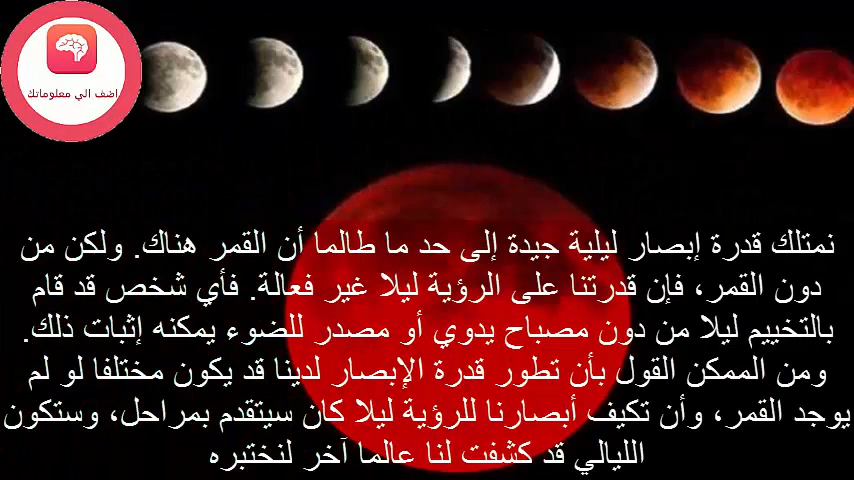 اضف الي معلوماتك
نمتلك قدرة إبصار ليلية جيدة إلى حد ما طالما أن القمر هناك. ولكن من
دون القمر، فإن قدرتنا على الرؤية ليلا غير فعالة. فأي شخص قد قام
بالتخييم ليلا من دون مصباح يدوي أو مصدر للضوء يمكنه إثبات ذلك.
ومن الممكن القول بأن تطور قدرة الإبصار لدينا قد يكون مختلفا لو لم
يوجد القمر، وأن تكيف أبصارنا للر�ية ليلا كان سيتقدم بمراحل، وستكون
الليالي قد كشفت لنا عالما آخر لنختبره